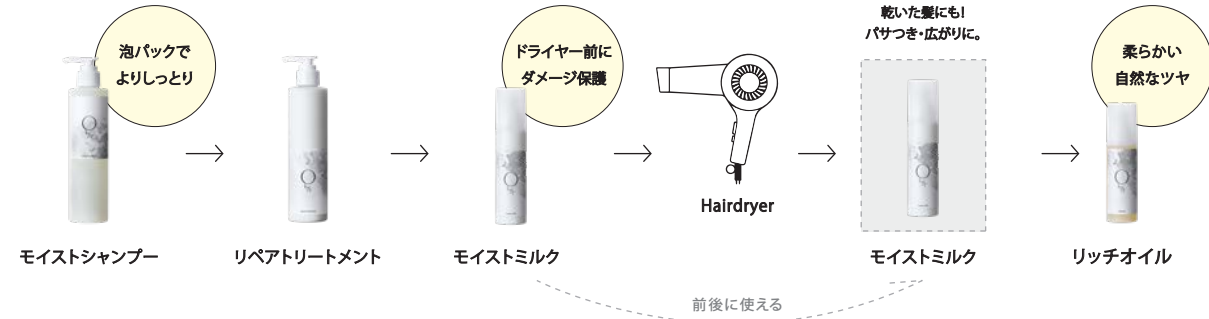 泡パックで
よりしっとり
ドライヤー前に
ダメージ保護
乾いた髪にも!
パサつき・広がりに。
柔らかい
自然なツヤ
Hairdryer
モイストシャンプー
リペアトリートメント
モイストミルク
モイストミルク
リッチオイル
前後に使える